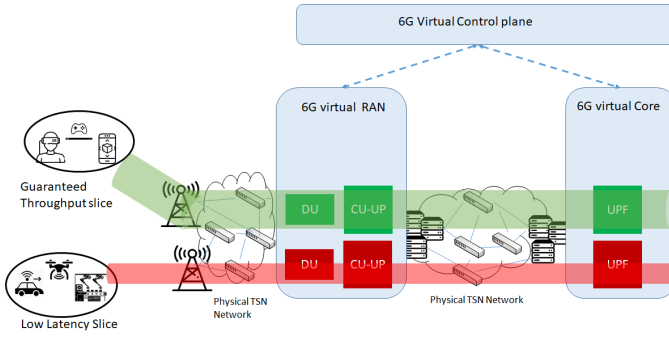 6G Virtual Control plane
6G virtual RAN
6G virtual Core
Guaranteed
Throughput slice
DU
CU-UP
UPF
DU
CU-UP
UPF
Physical TSN
Network
Physical TSN Network
Low Latency Slice